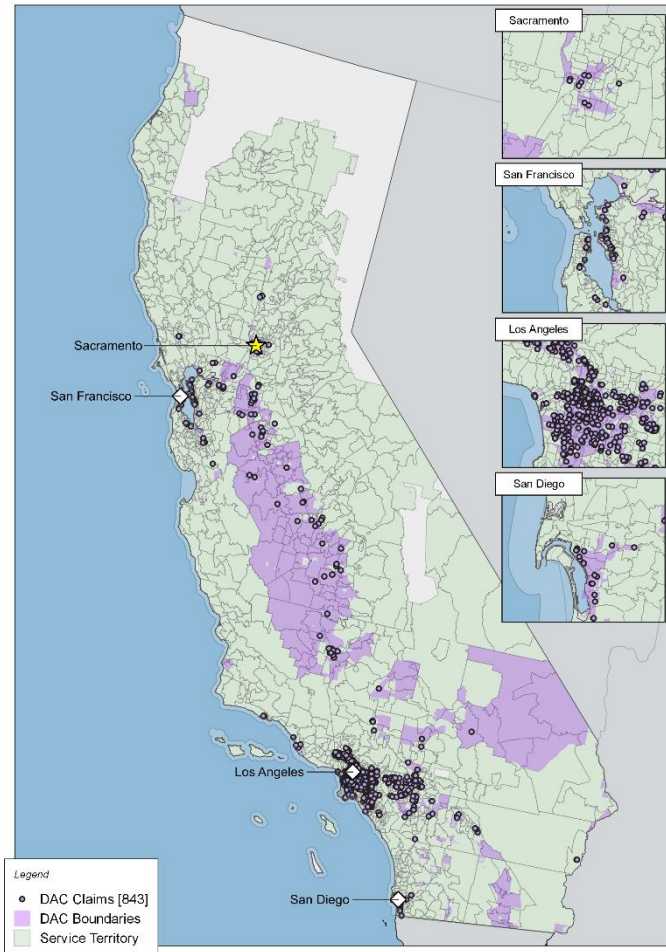 Sacramento
San Francisco
Los Angeles
San Diego
Sacramento
San Francisco
Los Angeles
San Diego
Legend
DAC Claims [843]
DAC Boundaries
Service Territory